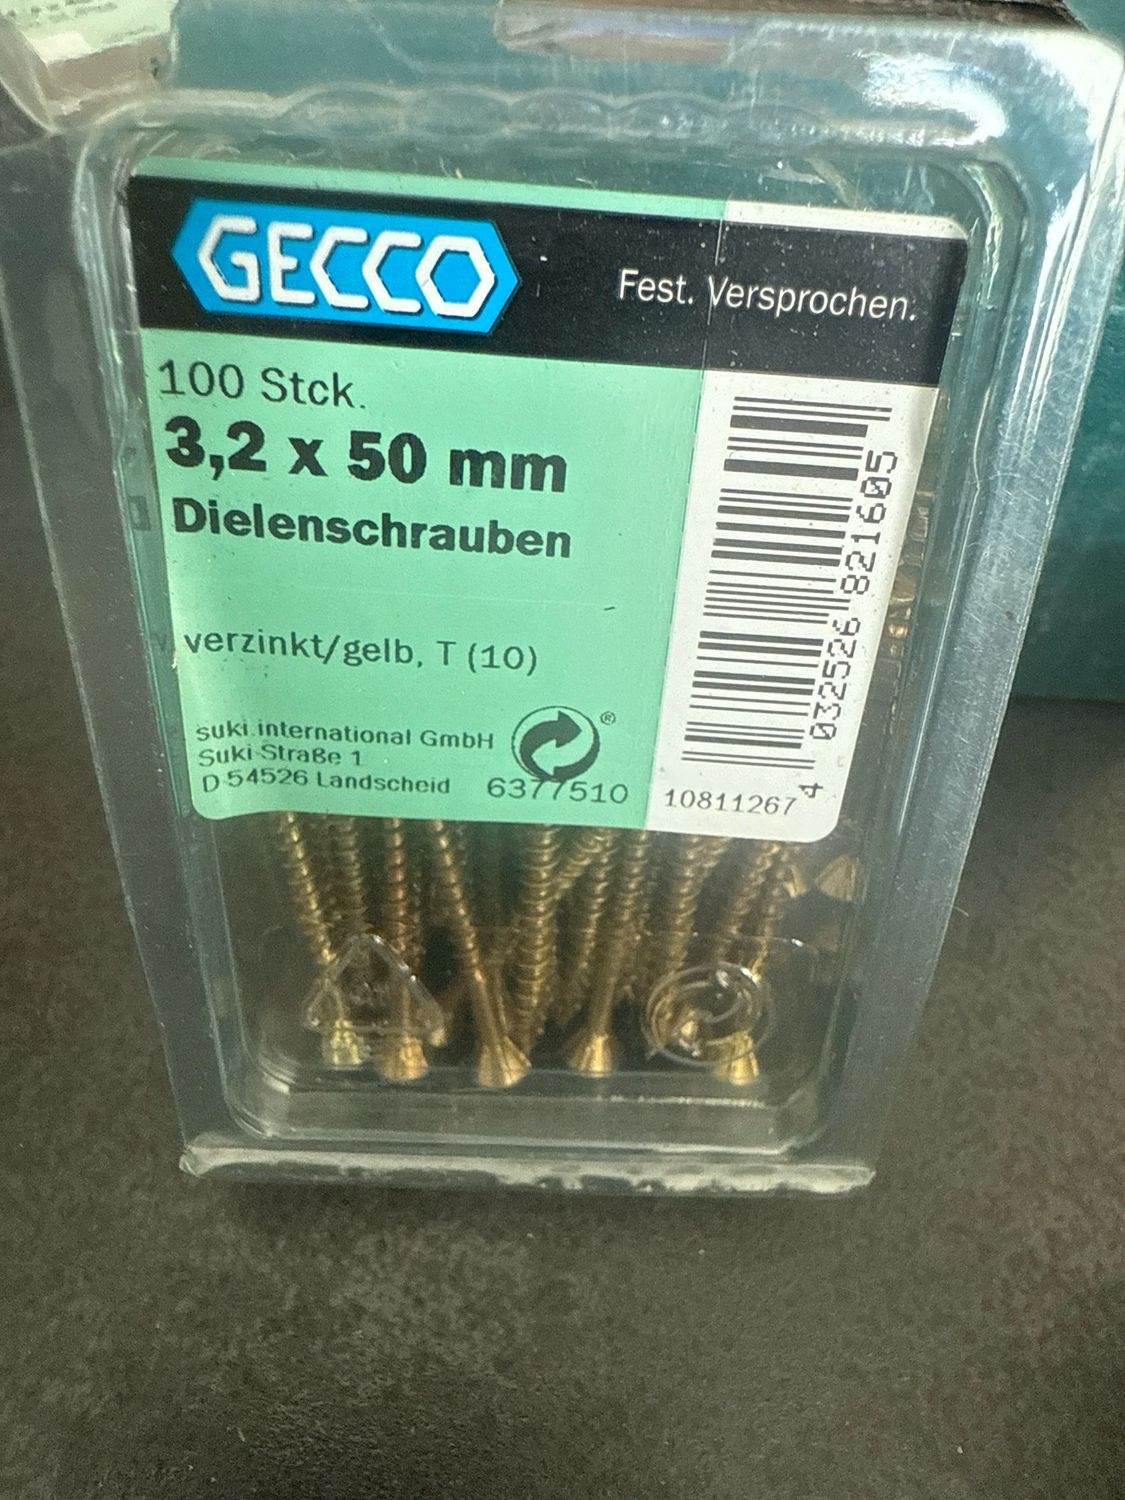 GECCO
Fest. Versprochen.
100 Stck.
3,2 x 50 mm
Dielenschrauben
verzinkt/gelb, T (10)
suki.international GmbH
Suki-Straße 1
D-54526 Landscheid
®
6377510
4 032526 821605
10811267